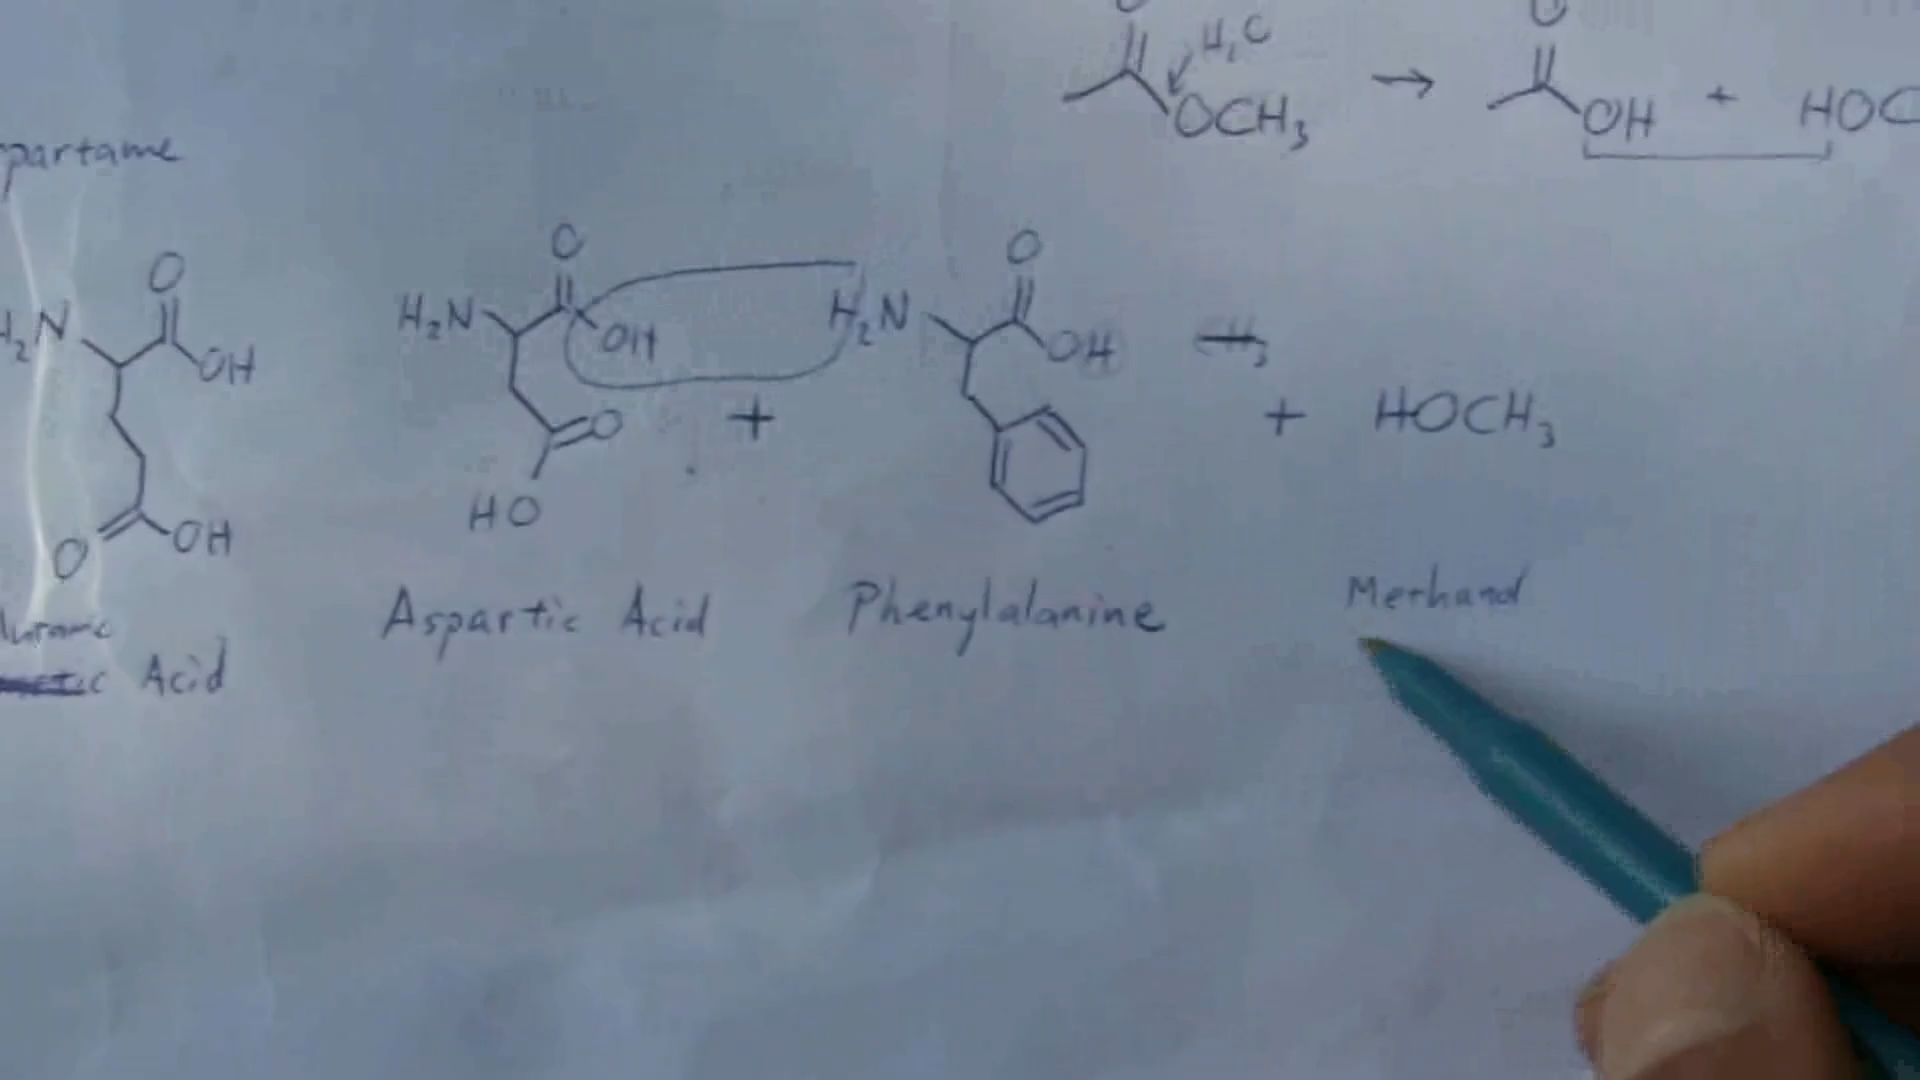 partame
O
H₂C
OCH₃ → OH + HOC
O
H₂N
OH
O OH
O
H₂N
OH
O
HO
+
O
H₂N
OH
+ HOCH₃
Aspartic Acid
Phenylalanine
Methanol
Acid